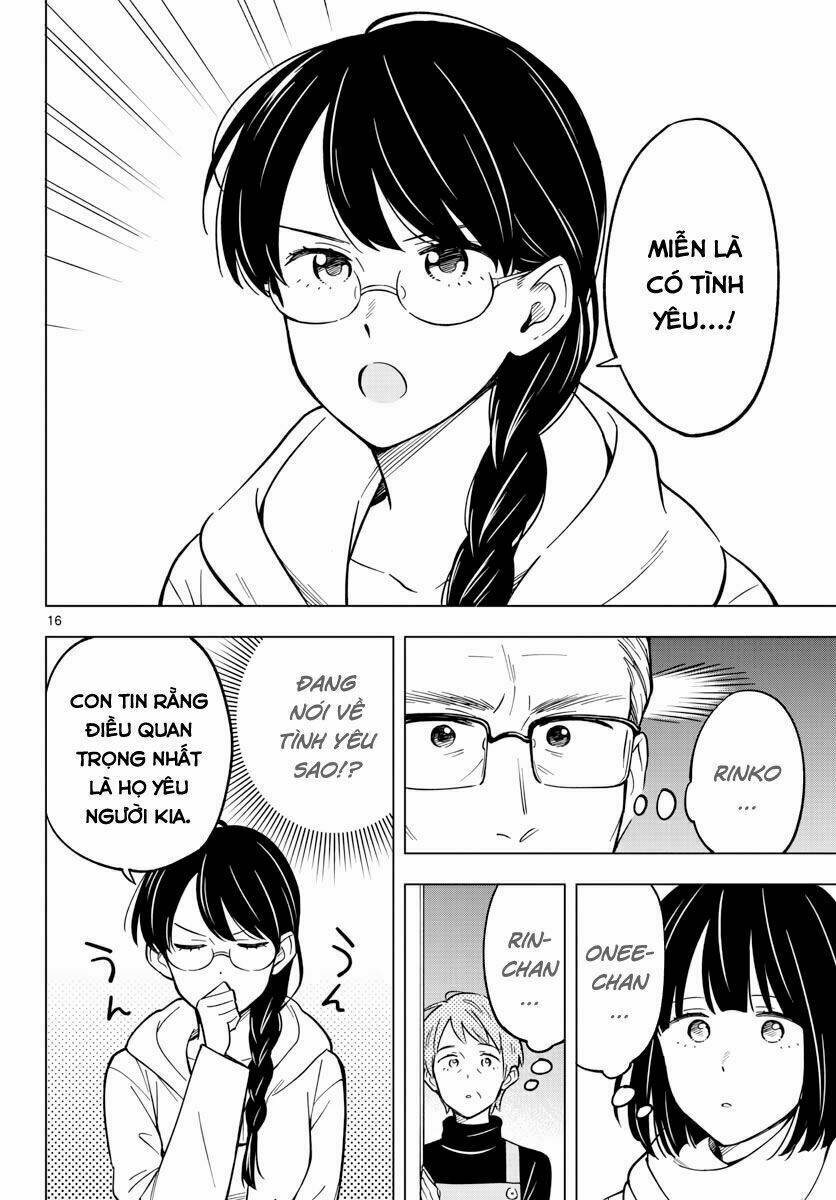 MIỄN LÀ
CÓ TÌNH
YÊU...!
16
RINKO
...
ONEE-
CHAN
...
RIN-
CHAN
...
ĐANG
NÓI VỀ
TÌNH YÊU
SAO!?
CON TIN RẰNG
ĐIỀU QUAN
TRỌNG NHẤT
LÀ HỌ YÊU
NGƯỜI KIA.
うん
うん